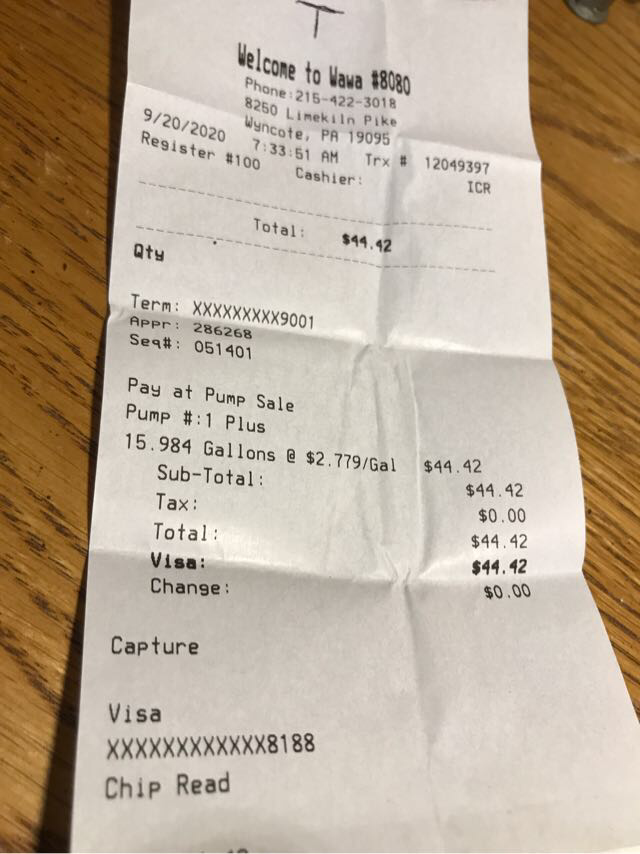 T
Welcome to Wawa #8080
Phone:215-422-3018
8250 Limekiln Pike
Wyncote, PA 19095
9/20/2020 7:33:51 AM Trx # 12049397
Register #100 Cashier: ICR
Total: $44.42
Qty
Term: XXXXXXXXX9001
Appr: 286268
Seq#: 051401
Pay at Pump Sale
Pump #:1 Plus
15.984 Gallons @ $2.779/Gal $44.42
Sub-Total: $44.42
Tax: $0.00
Total: $44.42
Visa: $44.42
Change: $0.00
Capture
Visa
XXXXXXXXXXXX8188
Chip Read